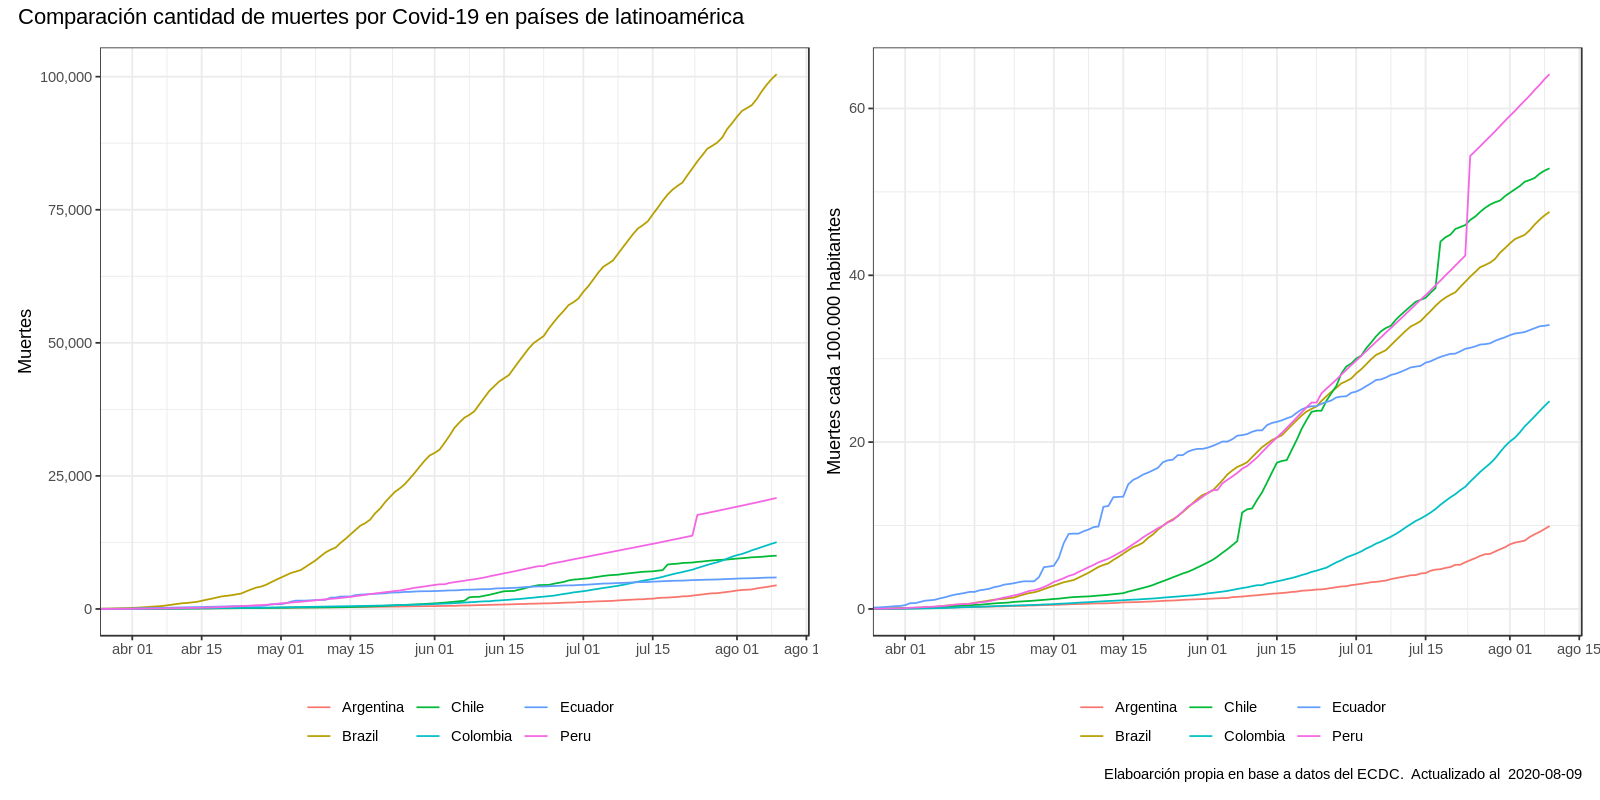 Comparación cantidad de muertes por Covid-19 en países de latinoamérica
Muertes
100,000
75,000
50,000
25,000
0
abr 01 abr 15 may 01 may 15 jun 01 jun 15 jul 01 jul 15 ago 01 ago 1
Argentina Chile Ecuador
Brazil Colombia Peru
Muertes cada 100.000 habitantes
60
40
20
0
abr 01 abr 15 may 01 may 15 jun 01 jun 15 jul 01 jul 15 ago 01 ago 15
Argentina Chile Ecuador
Brazil Colombia Peru
Elaboarción propia en base a datos del ECDC. Actualizado al 2020-08-09